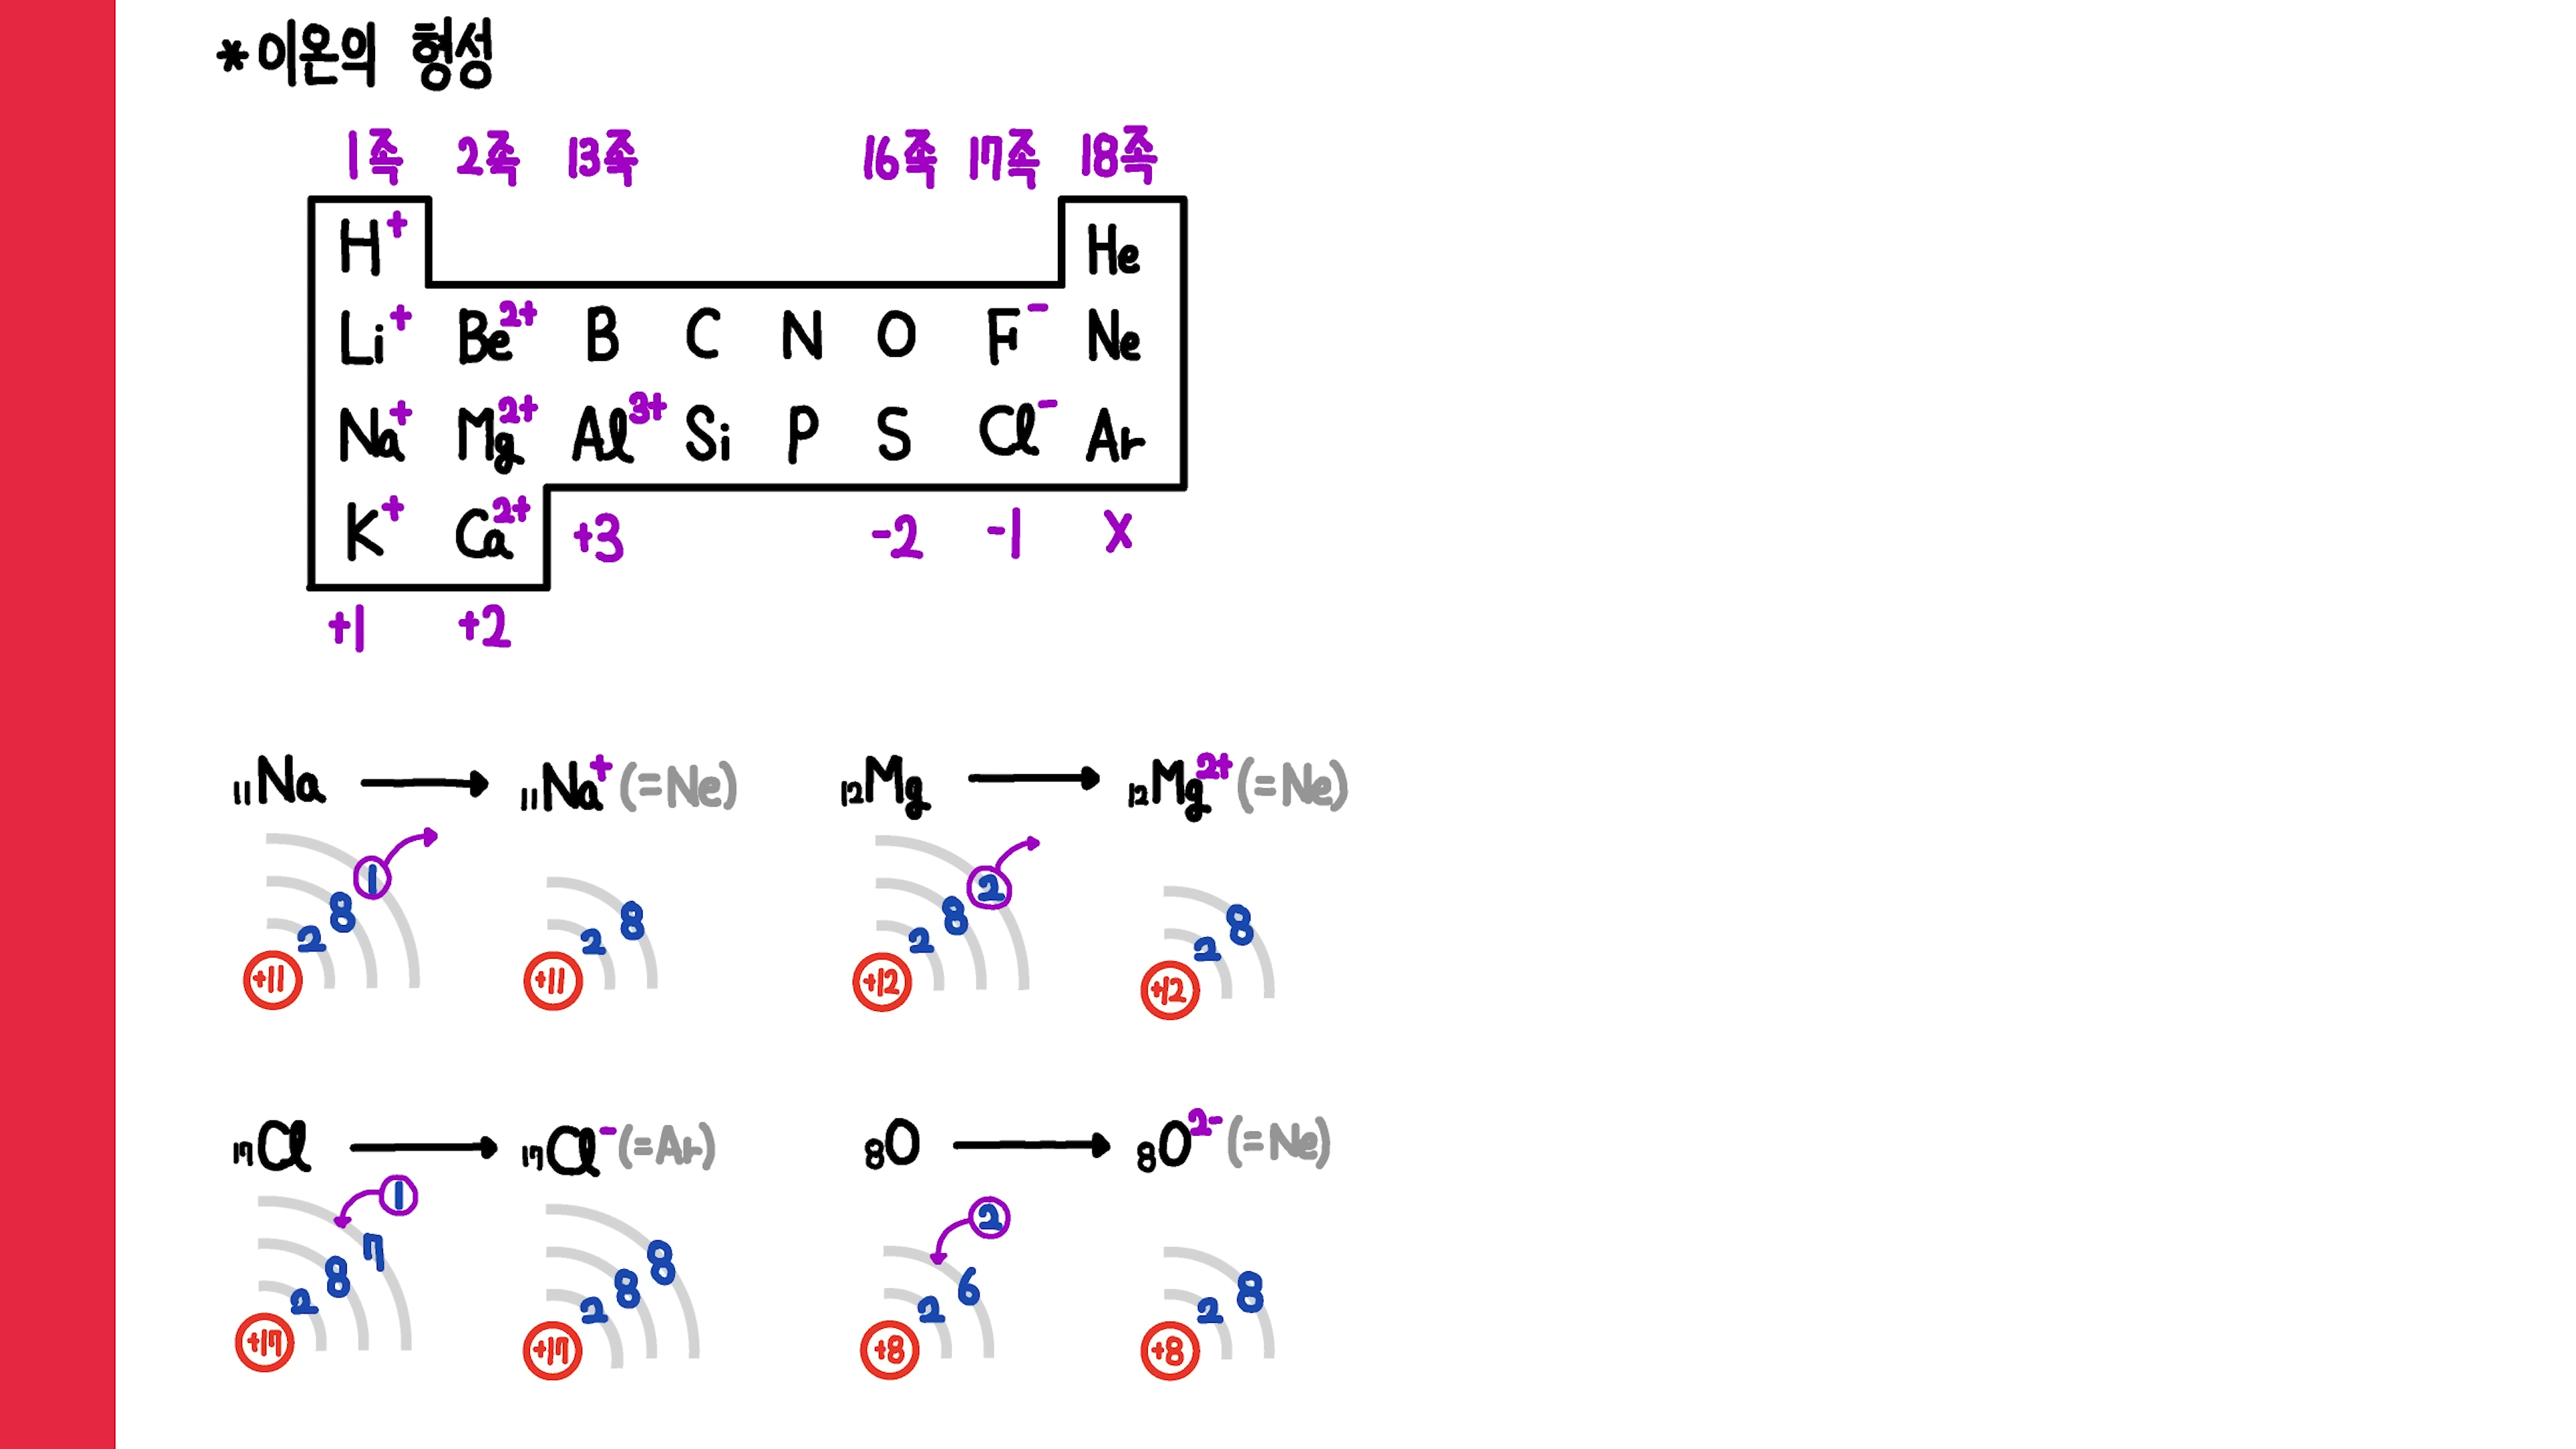 *이온의 형성
1족 2족 13족 16족 17족 18족
H⁺ He
Li⁺ Be²⁺ B C N O F⁻ Ne
Na⁺ Mg²⁺ Al³⁺ Si P S Cl⁻ Ar
K⁺ Ca²⁺ +3 -2 -1 X
+1 +2
₁₁Na → ₁₁Na⁺ (=Ne)
+11 2 8 1
+11 2 8
₁₂Mg → ₁₂Mg²⁺ (=Ne)
+12 2 8 2
+12 2 8
₁₇Cl → ₁₇Cl⁻ (=Ar)
+17 2 8 7 1
+17 2 8 8
₈O → ₈O²⁻ (=Ne)
+8 2 6 2
+8 2 8